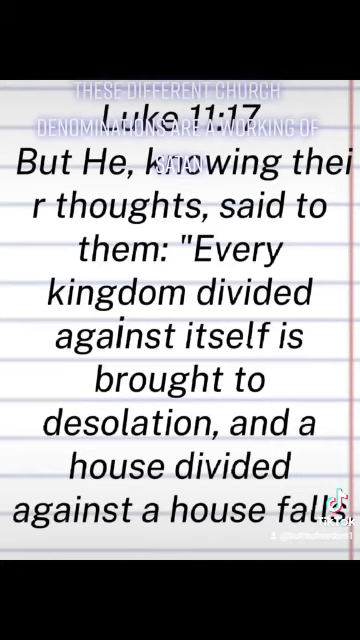 THESE DIFFERENT CHURCH
Luke 11:17
DENOMINATIONS ARE A WORKING OF
SATAN
But He, knowing thei
r thoughts, said to
them: "Every
kingdom divided
against itself is
brought to
desolation, and a
house divided
against a house falls.
TikTok